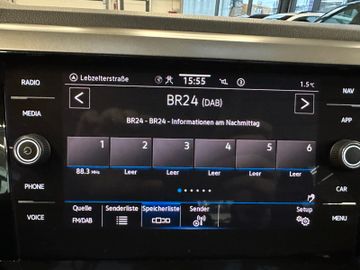 RADIO
MEDIA
PHONE
VOICE
Lebzelterstraße
15:55
1.5°C
BR24 (DAB)
BR24 - BR24 - Informationen am Nachmittag
1 2 3 4 5 6
88.3 MHz Leer Leer Leer Leer Leer
Quelle
FM/DAB
Senderliste
Speicherliste
Sender
Setup
NAV
APP
CAR
MENU